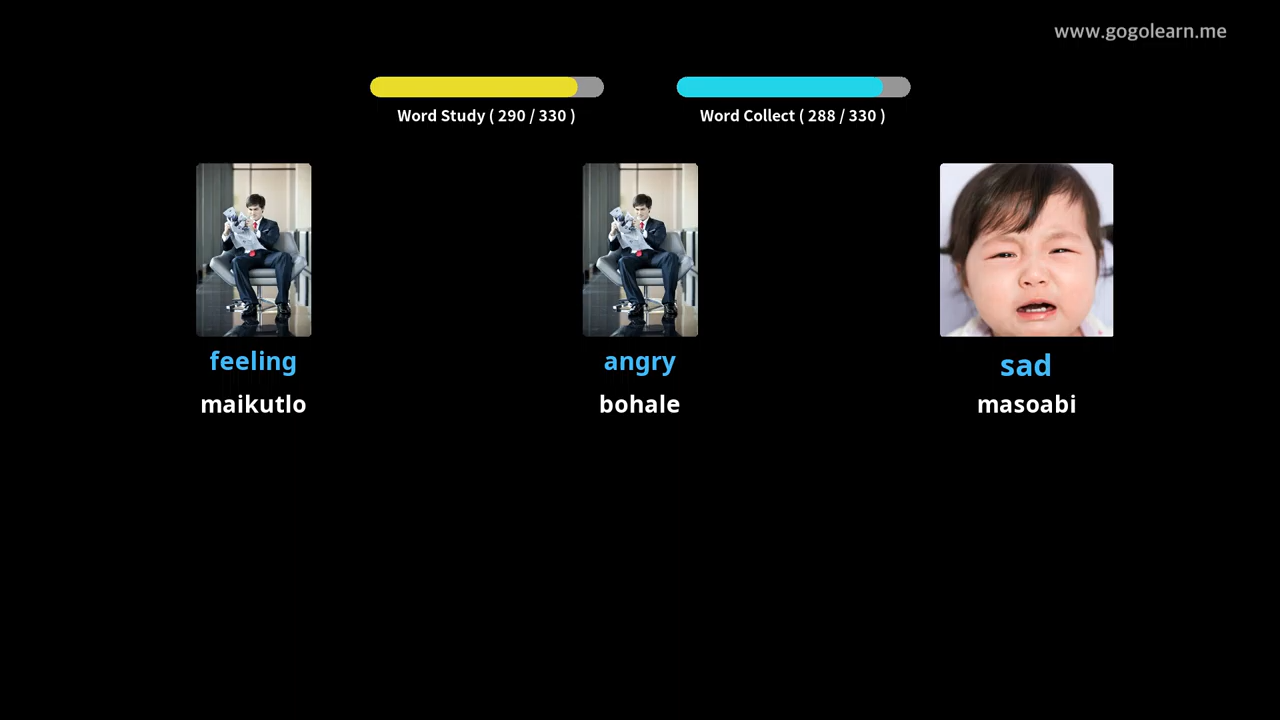 www.gogolearn.me
Word Study ( 290 / 330 )
Word Collect ( 288 / 330 )
feeling
angry
sad
maikutlo
bohale
masoabi